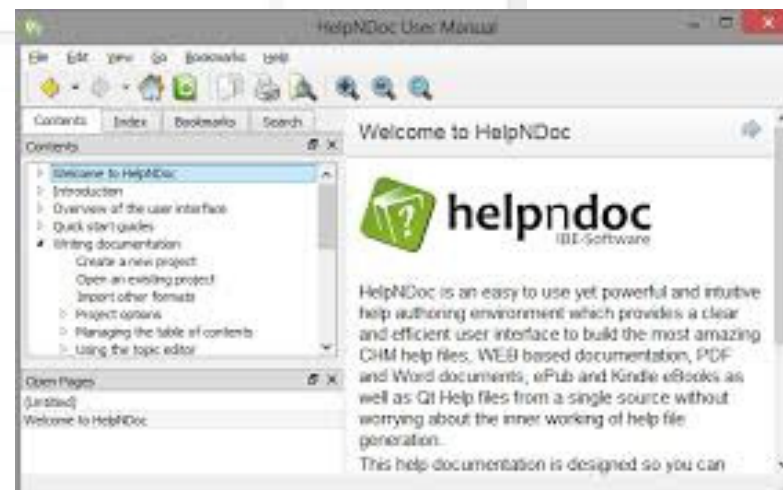 HelpNDoc User Manual
File Edit View Go Bookmarks Help
Contents Index Bookmarks Search
Contents
Welcome to HelpNDoc
Introduction
Overview of the user interface
Quick start guides
Writing documentation
Create a new project
Open an existing project
Import other formats
Project options
Managing the table of contents
Using the topic editor
Open Pages
(Untitled)
Welcome to HelpNDoc
Welcome to HelpNDoc
helpndoc
IBE-Software
HelpNDoc is an easy to use yet powerful and intuitive
help authoring environment which provides a clear
and efficient user interface to build the most amazing
CHM help files, WEB based documentation, PDF
and Word documents, ePub and Kindle eBooks as
well as Qt Help files from a single source without
worrying about the inner working of help file
generation.
This help documentation is designed so you can